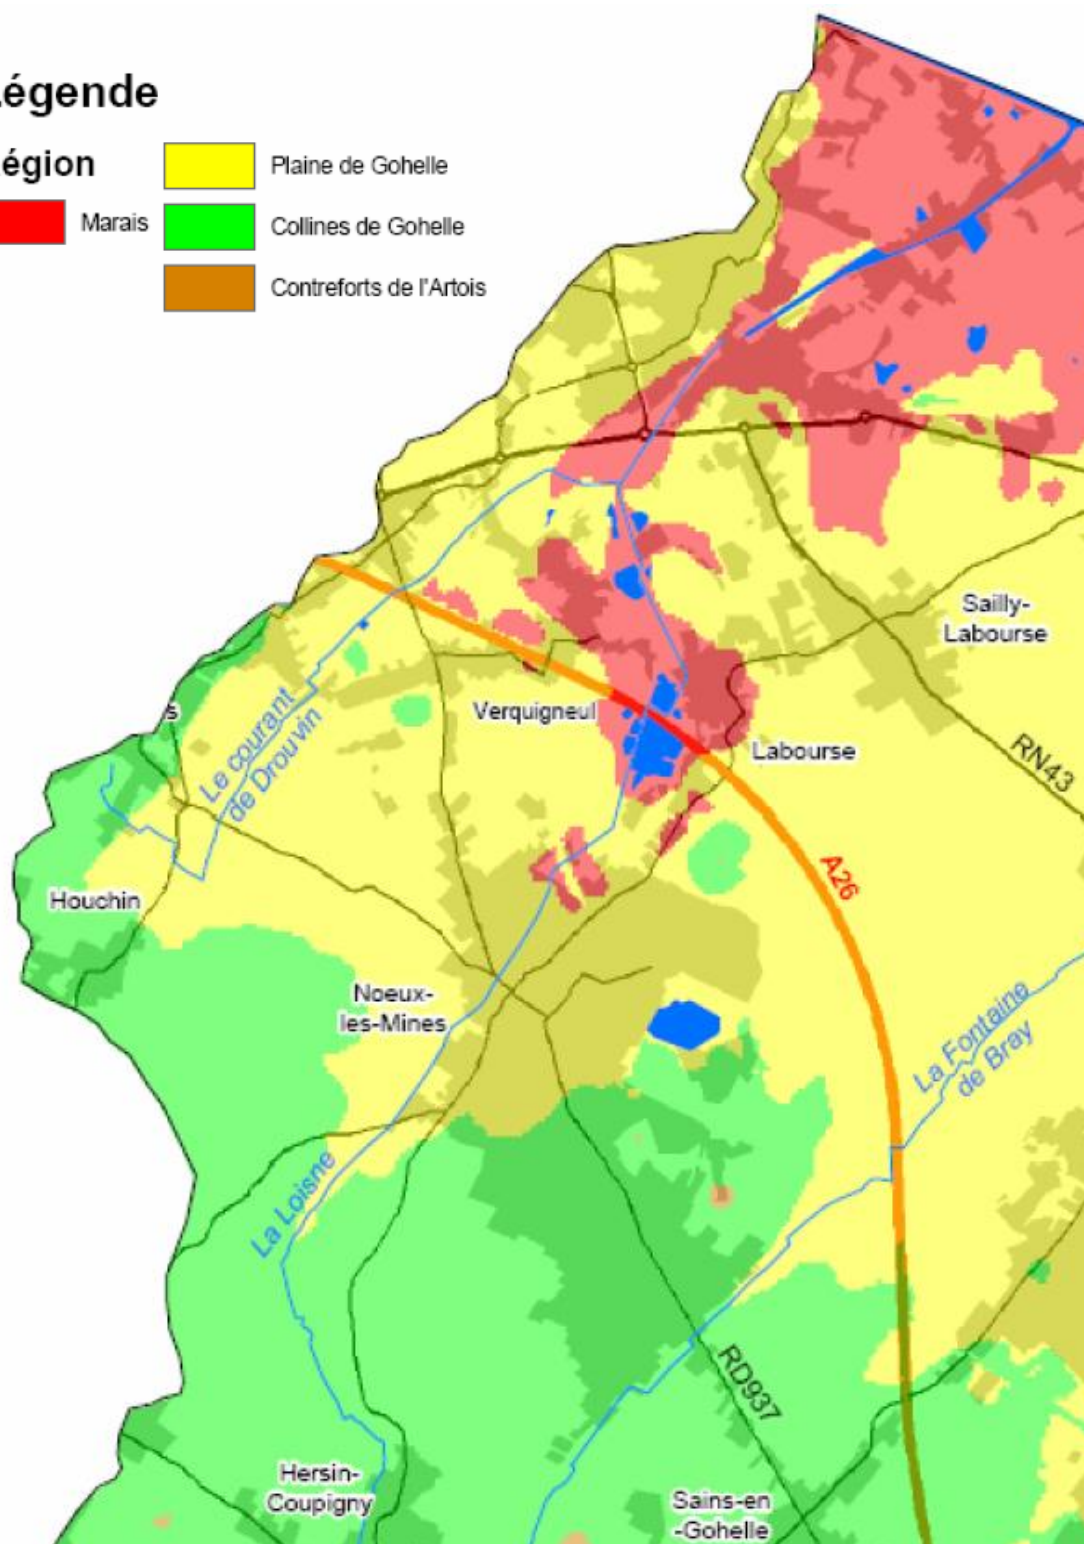 égende
égion
Plaine de Gohelle
Marais
Collines de Gohelle
Contreforts de l'Artois
Sailly-
Labourse
s
Le courant
de Drouvin
Verquigneul
Labourse
RN43
A26
Houchin
Noeux-
les-Mines
La Fontaine
de Bray
La Loisne
RD937
Hersin-
Coupigny
Sains-en
-Gohelle